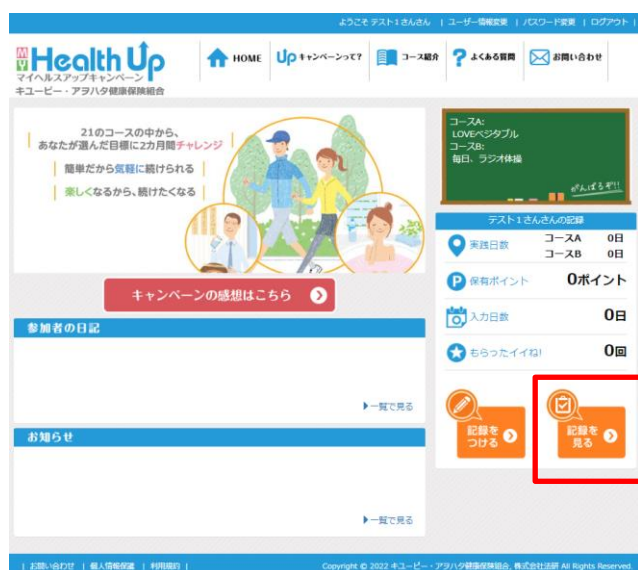 ようこそ テスト1さんさん | ユーザー情報変更 | パスワード変更 | ログアウト |
MY Health Up
マイヘルスアップキャンペーン
キユーピー・アヲハタ健康保険組合
HOME
Up キャンペーンって?
コース紹介
? よくある質問
お問い合わせ
21のコースの中から、
あなたが選んだ目標に2カ月間チャレンジ
簡単だから気軽に続けられる
楽しくなるから、続けたくなる
キャンペーンの感想はこちら
参加者の日記
一覧で見る
お知らせ
一覧で見る
コースA:
LOVEベジタブル
コースB:
毎日、ラジオ体操
がんばるぞ!!
テスト1さんさんの記録
実践日数 コースA 0日
コースB 0日
P 保有ポイント 0ポイント
入力日数 0日
もらったイイね! 0回
記録を
つける
記録を
見る
| お問い合わせ | 個人情報保護 | 利用規約 |
Copyright © 2022 キユーピー・アヲハタ健康保険組合, 株式会社法研 All Rights Reserved.